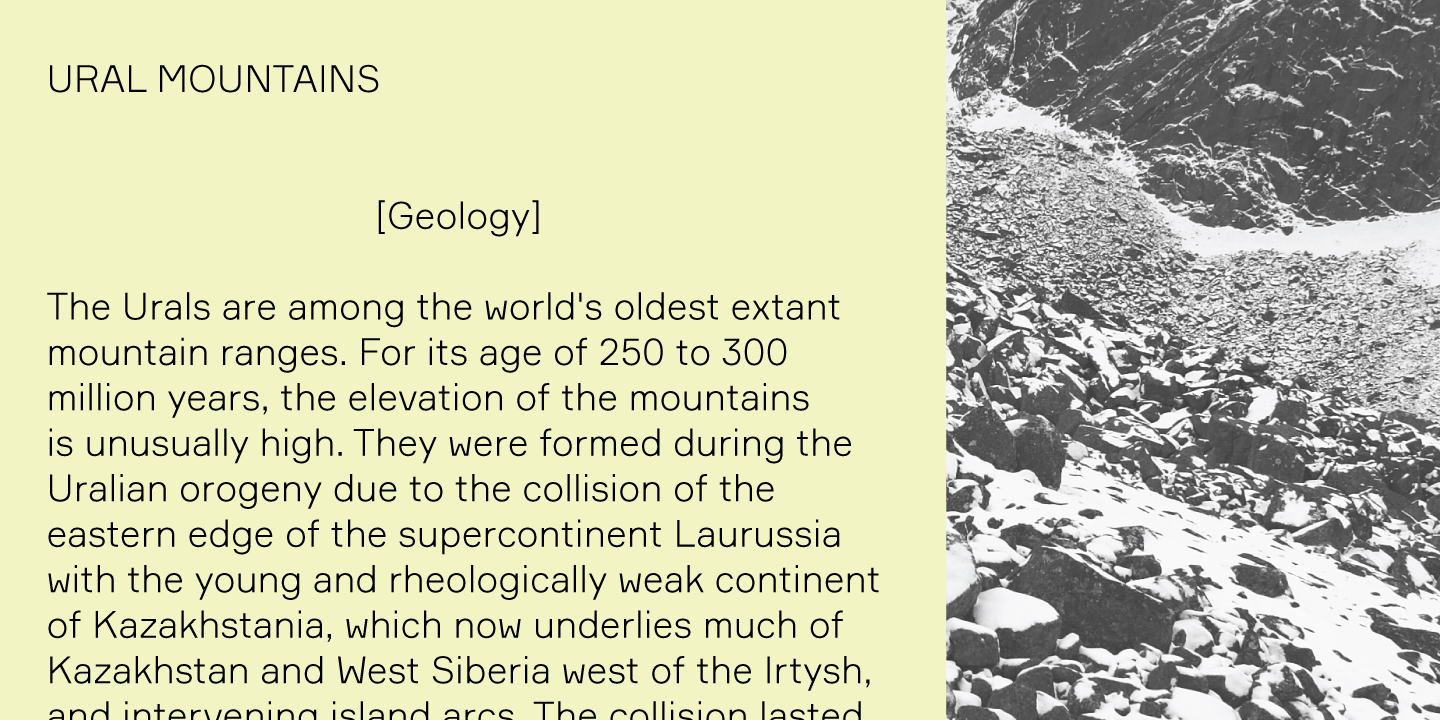 URAL MOUNTAINS
[Geology]
The Urals are among the world's oldest extant
mountain ranges. For its age of 250 to 300
million years, the elevation of the mountains
is unusually high. They were formed during the
Uralian orogeny due to the collision of the
eastern edge of the supercontinent Laurussia
with the young and rheologically weak continent
of Kazakhstania, which now underlies much of
Kazakhstan and West Siberia west of the Irtysh,
and intervening island arcs. The collision lasted